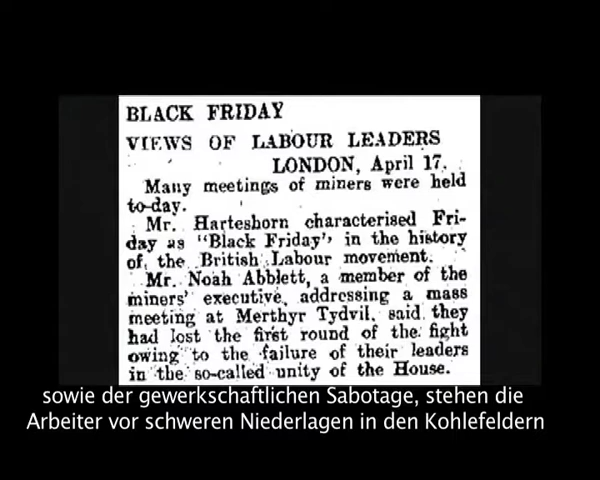 BLACK FRIDAY
VIEWS OF LABOUR LEADERS
LONDON, April 17.
Many meetings of miners were held
to-day.
Mr. Hartesborn characterised Fri-
day as "Black Friday" in the history
of the British Labour movement.
Mr. Noah Abblett, a member of the
miners' executive, addressing a mass
meeting at Merthyr Tydvil, said they
had lost the first round of the fight
owing to the failure of their leaders
in the so-called unity of the House.
sowie der gewerkschaftlichen Sabotage, stehen die
Arbeiter vor schweren Niederlagen in den Kohlefeldern